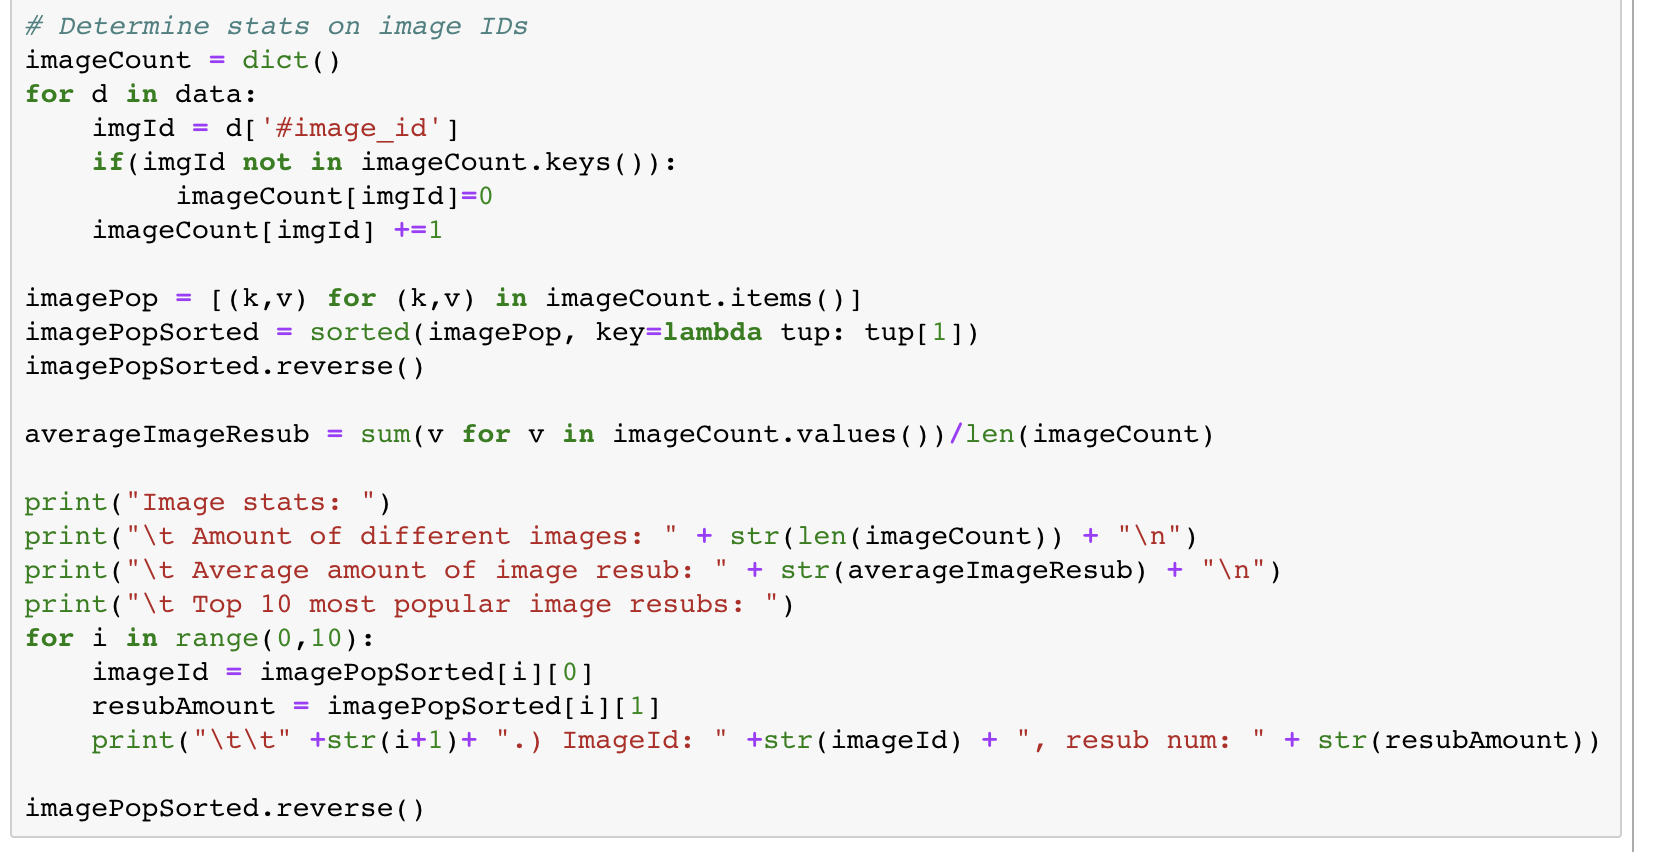 # Determine stats on image IDs
imageCount = dict()
for d in data:
    imgId = d['#image_id']
    if(imgId not in imageCount.keys()):
         imageCount[imgId]=0
    imageCount[imgId] +=1

imagePop = [(k,v) for (k,v) in imageCount.items()]
imagePopSorted = sorted(imagePop, key=lambda tup: tup[1])
imagePopSorted.reverse()

averageImageResub = sum(v for v in imageCount.values())/len(imageCount)

print("Image stats: ")
print("\t Amount of different images: " + str(len(imageCount)) + "\n")
print("\t Average amount of image resub: " + str(averageImageResub) + "\n")
print("\t Top 10 most popular image resubs: ")
for i in range(0,10):
    imageId = imagePopSorted[i][0]
    resubAmount = imagePopSorted[i][1]
    print("\t\t" +str(i+1)+ ".) ImageId: " +str(imageId) + ", resub num: " + str(resubAmount))

imagePopSorted.reverse()